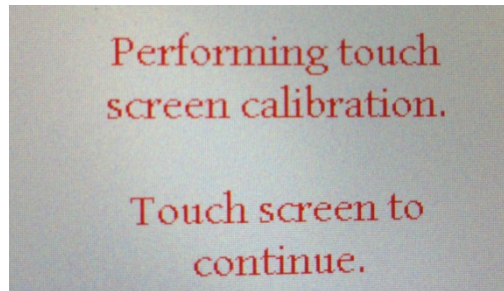 Performing touch
screen calibration.
Touch screen to
continue.